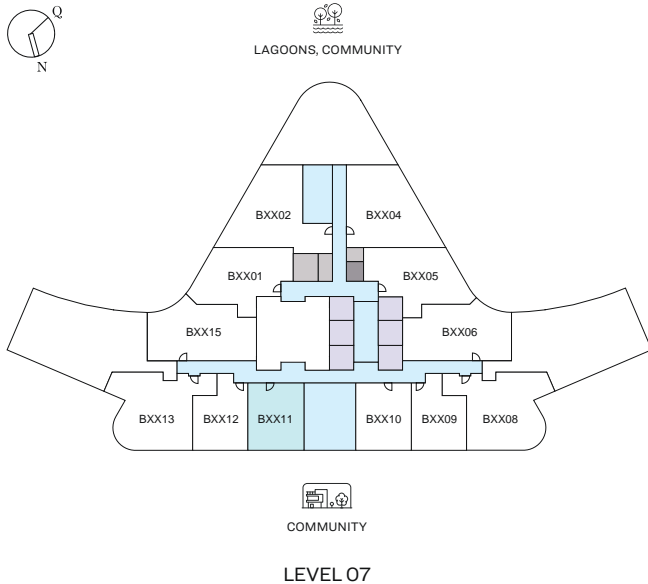 Q
N
LAGOONS, COMMUNITY
BXX02
BXX04
BXX01
BXX05
BXX15
BXX06
BXX13
BXX12
BXX11
BXX10
BXX09
BXX08
COMMUNITY
LEVEL 07